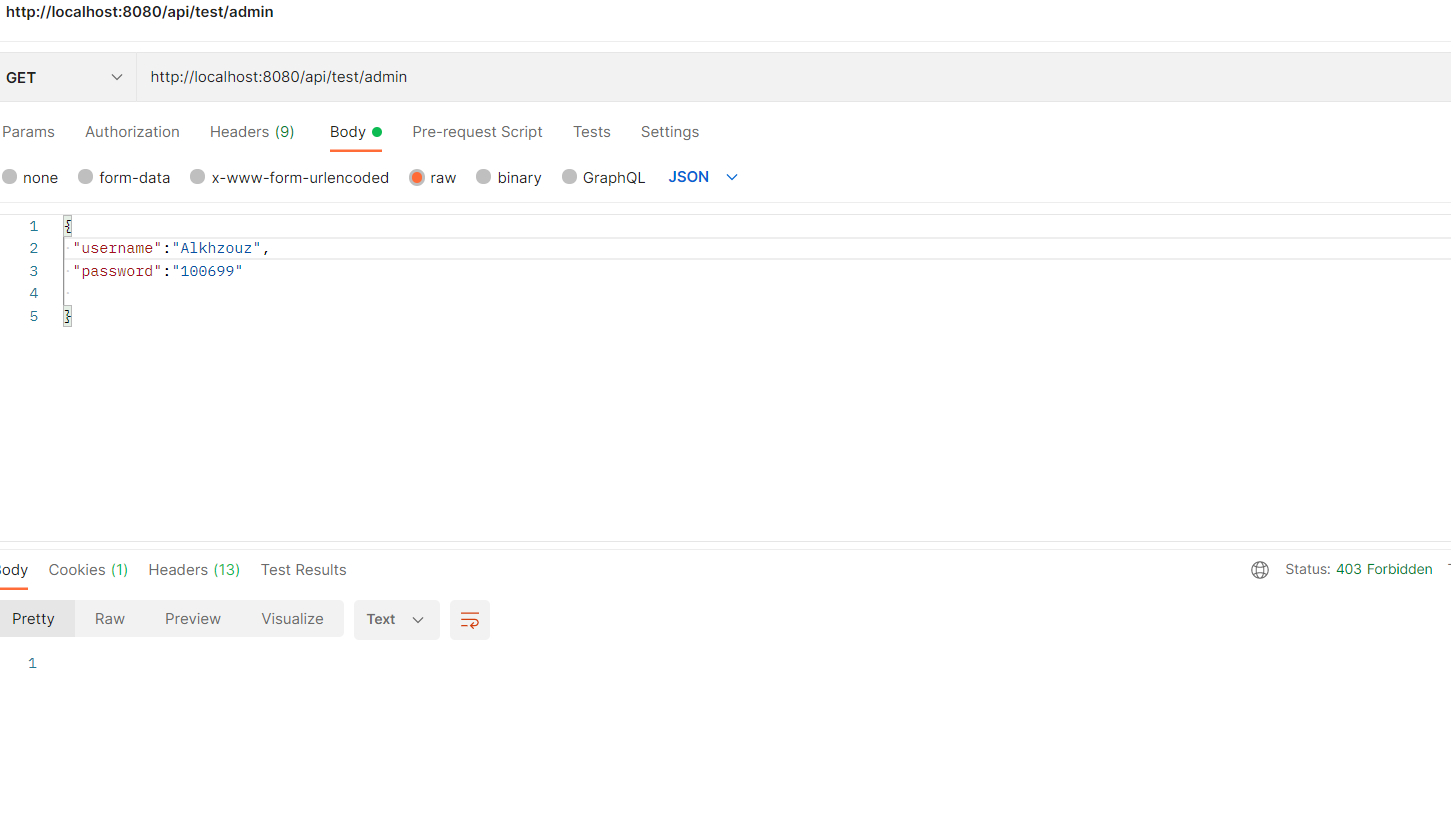 http://localhost:8080/api/test/admin
GET http://localhost:8080/api/test/admin
Params Authorization Headers (9) Body Pre-request Script Tests Settings
none form-data x-www-form-urlencoded raw binary GraphQL JSON
1 {
2 "username":"Alkhzouz",
3 "password":"100699"
4
5 }
ody Cookies (1) Headers (13) Test Results Status: 403 Forbidden
Pretty Raw Preview Visualize Text
1